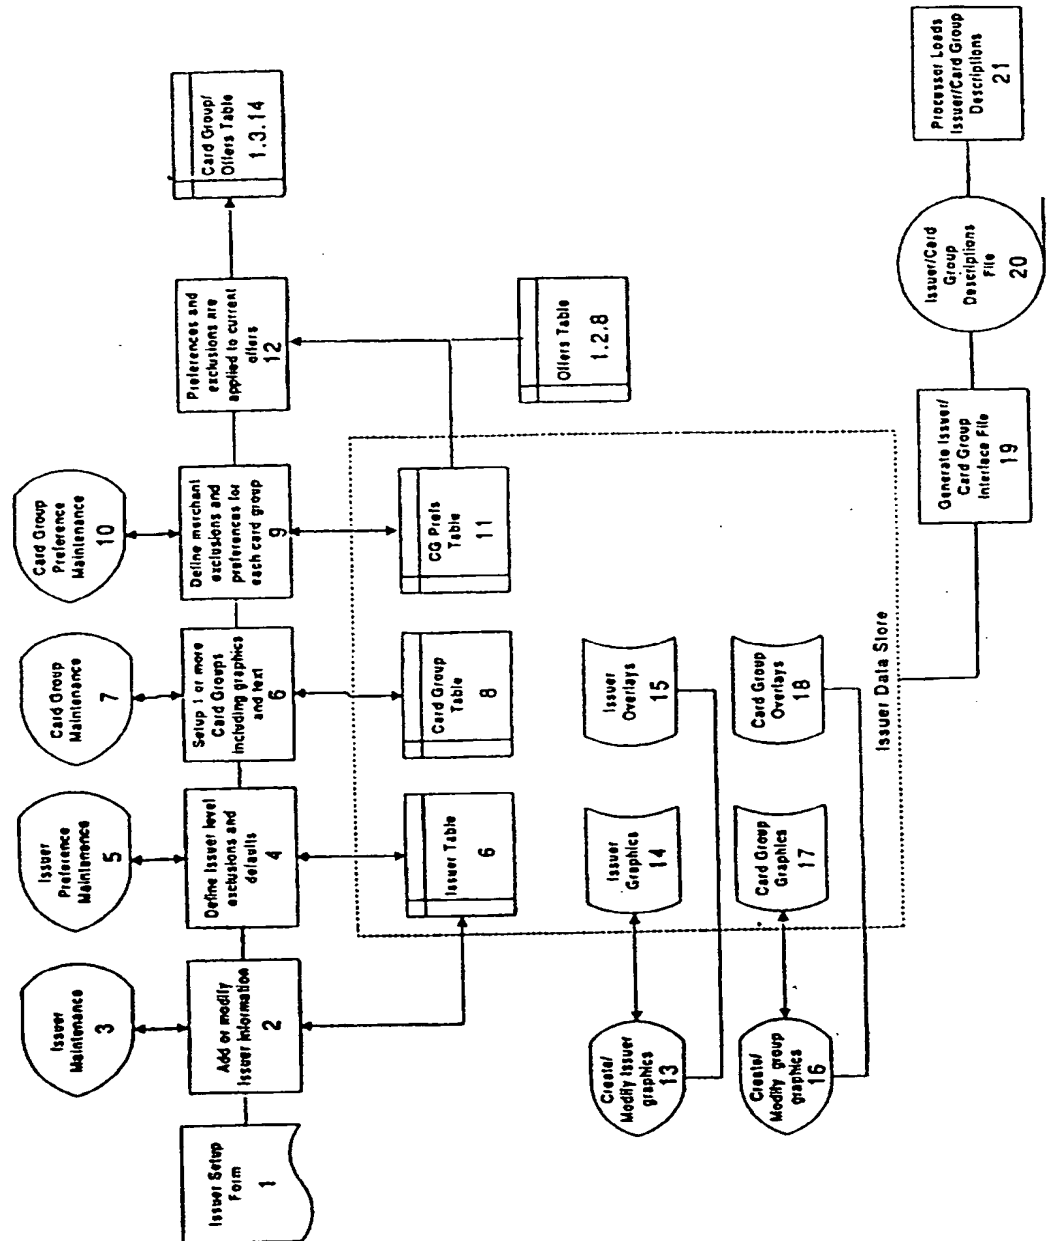 Issuer Setup
Form
1
Add or modify
Issuer Information
2
Issuer
Maintenance
3
Define Issuer level
exclusions and
defaults
4
Issuer
Preference
Maintenance
5
Setup 1 or more
Card Groups
including graphics
and text
6
Card Group
Maintenance
7
Define merchant
exclusions and
preferences for
each card group
9
Card Group
Preference
Maintenance
10
Preferences and
exclusions are
applied to current
offers
12
Card Group/
Offers Table
1.3.14
Issuer Table
6
Card Group
Table
8
CG Prefs
Table
11
Offers Table
1.2.8
Create/
Modify Issuer
graphics
13
Issuer
Graphics
14
Issuer
Overlays
15
Create/
Modify group
graphics
16
Card Group
Graphics
17
Card Group
Overlays
18
Issuer Data Store
Generate Issuer/
Card Group
Interface File
19
Issuer/Card
Group
Descriptions
File
20
Processor Loads
Issuer/Card Group
Descriptions
21